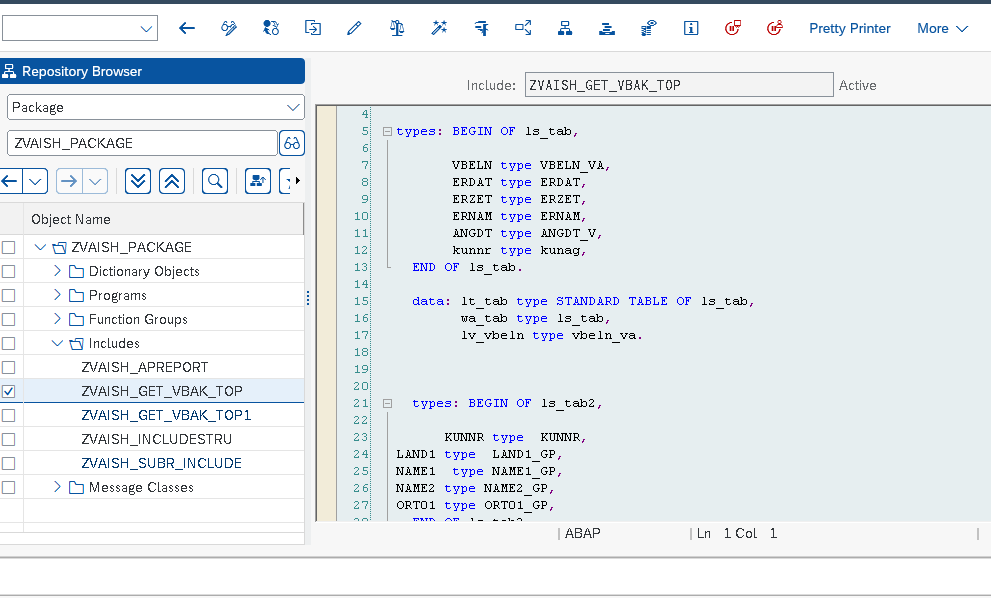 Pretty Printer More
Repository Browser
Package
ZVAISH_PACKAGE
Object Name
ZVAISH_PACKAGE
Dictionary Objects
Programs
Function Groups
Includes
ZVAISH_APREPORT
ZVAISH_GET_VBAK_TOP
ZVAISH_GET_VBAK_TOP1
ZVAISH_INCLUDESTRU
ZVAISH_SUBR_INCLUDE
Message Classes
Include: ZVAISH_GET_VBAK_TOP Active
4
5 types: BEGIN OF ls_tab,
6
7 VBELN type VBELN_VA,
8 ERDAT type ERDAT,
9 ERZET type ERZET,
10 ERNAM type ERNAM,
11 ANGDT type ANGDT_V,
12 kunnr type kunag,
13 END OF ls_tab.
14
15 data: lt_tab type STANDARD TABLE OF ls_tab,
16 wa_tab type ls_tab,
17 lv_vbeln type vbeln_va.
18
19
20
21 types: BEGIN OF ls_tab2,
22
23 KUNNR type KUNNR,
24 LAND1 type LAND1_GP,
25 NAME1 type NAME1_GP,
26 NAME2 type NAME2_GP,
27 ORT01 type ORT01_GP,
28 END OF ls_tab2
ABAP Ln 1 Col 1